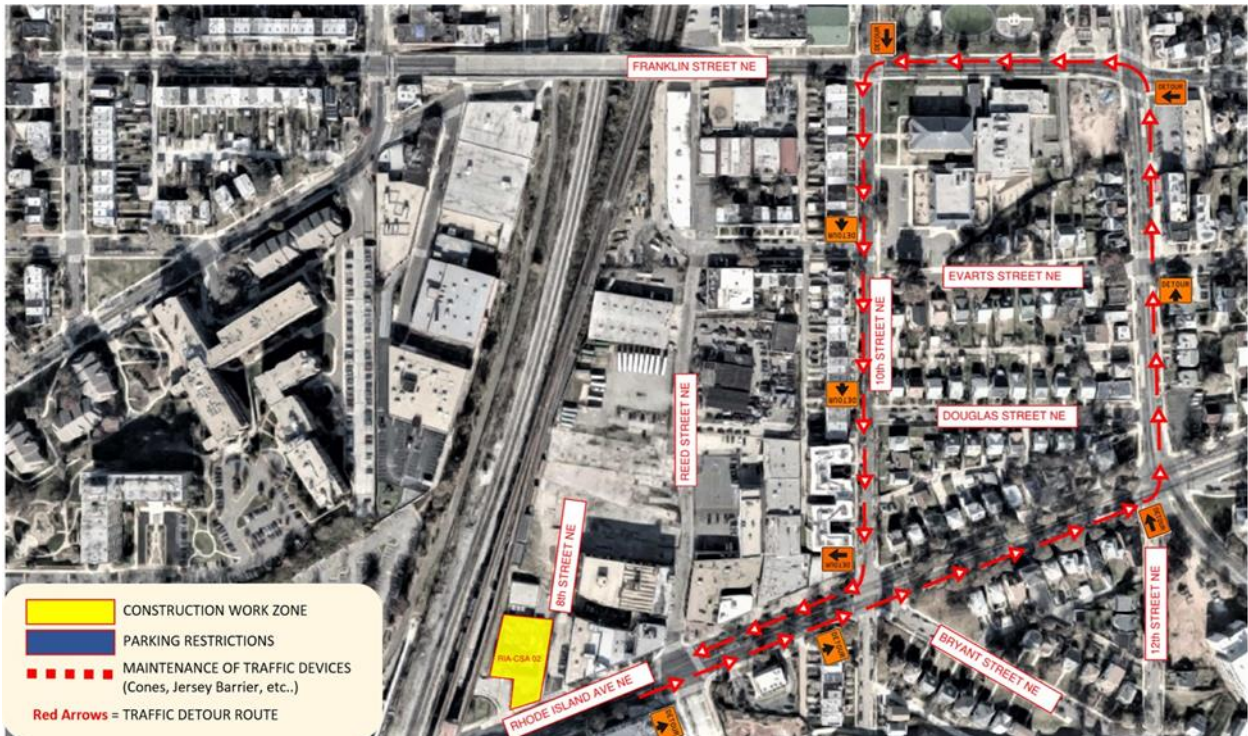 FRANKLIN STREET NE
DETOUR
DETOUR
DETOUR
EVARTS STREET NE
DETOUR
10TH STREET NE
DETOUR
DOUGLAS STREET NE
REED STREET NE
DETOUR
8th STREET NE
DETOUR
12th STREET NE
RIA-CSA 02
BRYANT STREET NE
DETOUR
RHODE ISLAND AVE NE
DETOUR
CONSTRUCTION WORK ZONE
PARKING RESTRICTIONS
MAINTENANCE OF TRAFFIC DEVICES
(Cones, Jersey Barrier, etc..)
Red Arrows = TRAFFIC DETOUR ROUTE